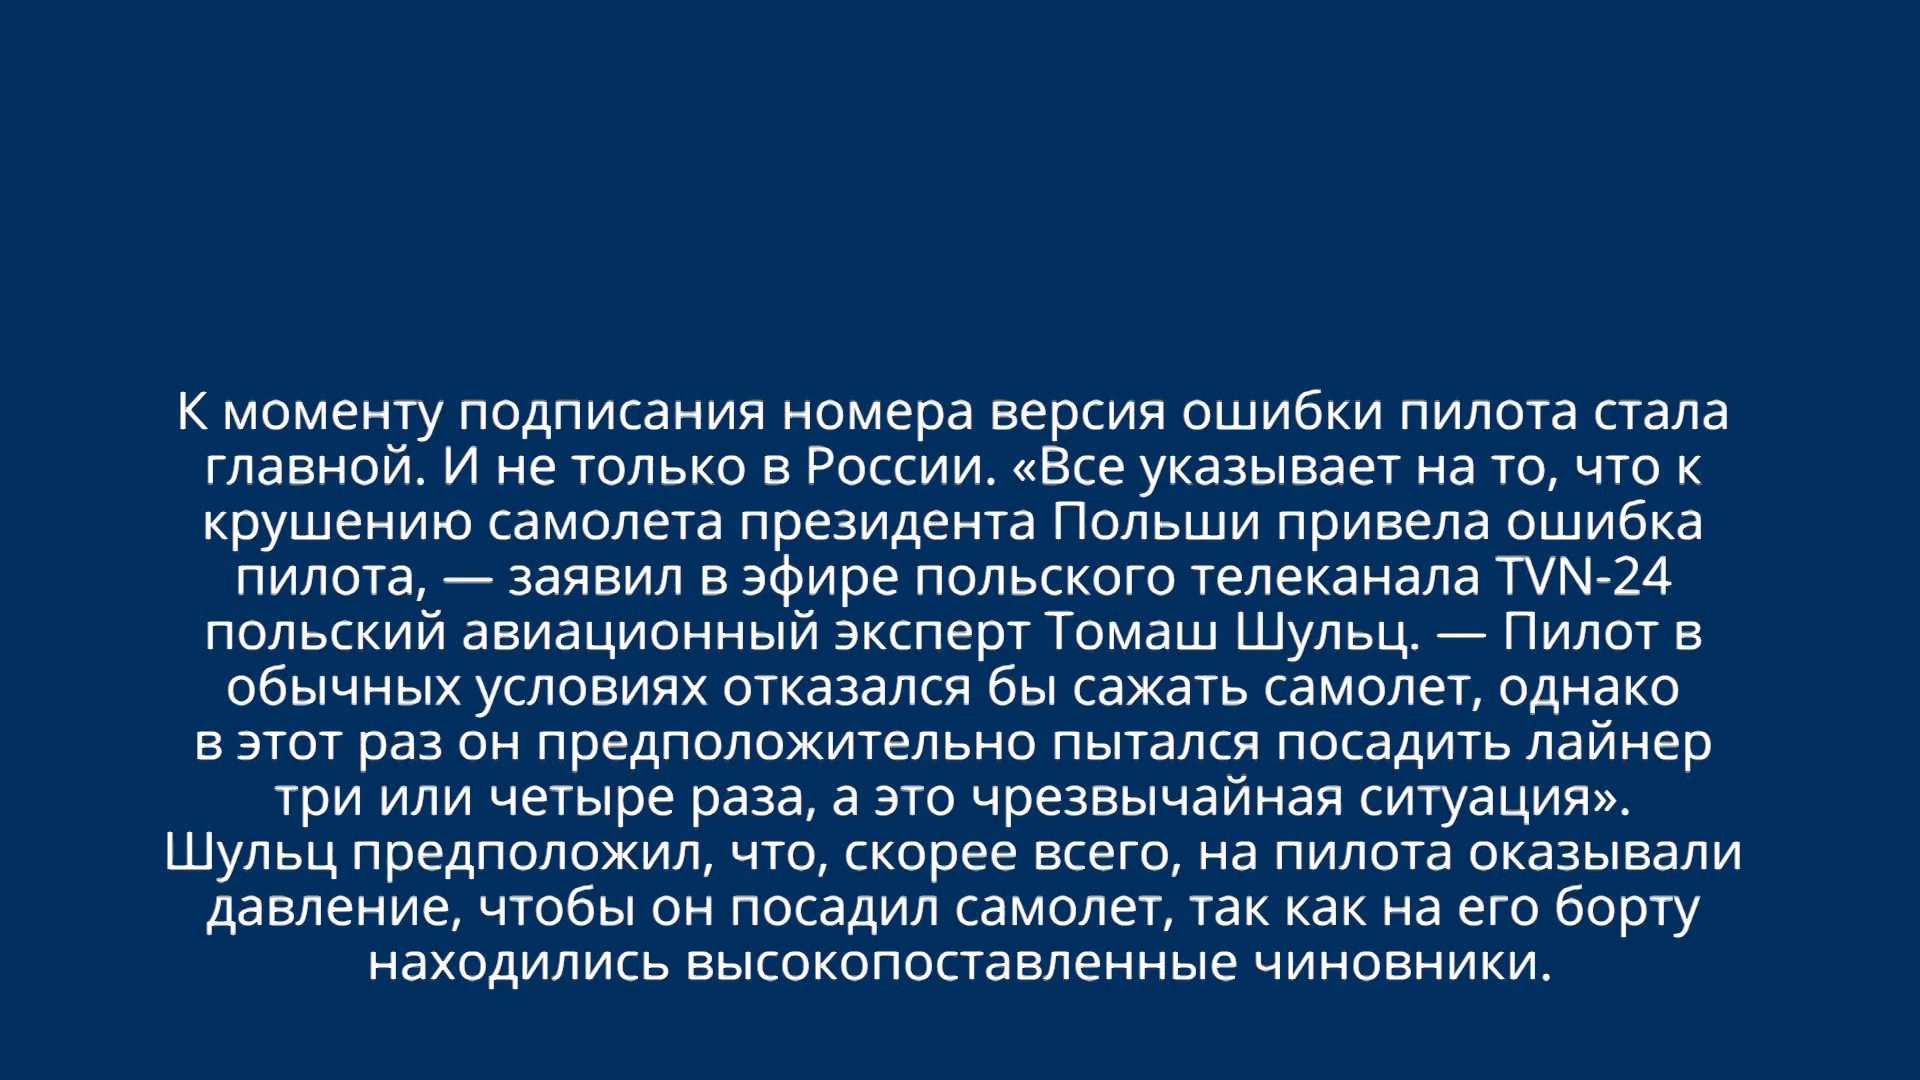 К моменту подписания номера версия ошибки пилота стала
главной. И не только в России. «Все указывает на то, что к
крушению самолета президента Польши привела ошибка
пилота, — заявил в эфире польского телеканала TVN-24
польский авиационный эксперт Томаш Шульц. — Пилот в
обычных условиях отказался бы сажать самолет, однако
в этот раз он предположительно пытался посадить лайнер
три или четыре раза, а это чрезвычайная ситуация».
Шульц предположил, что, скорее всего, на пилота оказывали
давление, чтобы он посадил самолет, так как на его борту
находились высокопоставленные чиновники.